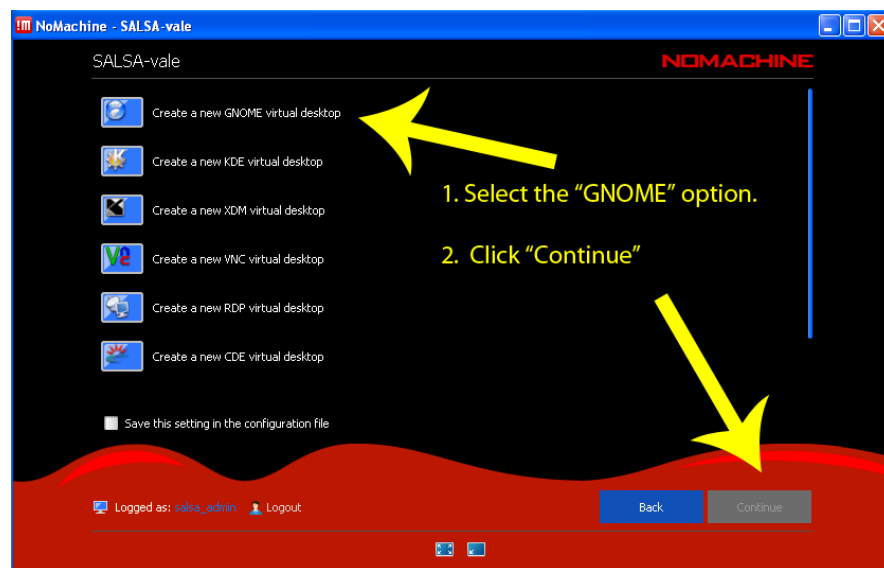 !M NoMachine - SALSA-vale
SALSA-vale
NOMACHINE
Create a new GNOME virtual desktop
Create a new KDE virtual desktop
1. Select the “GNOME” option.
Create a new XDM virtual desktop
2. Click “Continue”
Create a new VNC virtual desktop
Create a new RDP virtual desktop
Create a new CDE virtual desktop
Save this setting in the configuration file
Logged as: salsa_admin Logout
Back
Continue